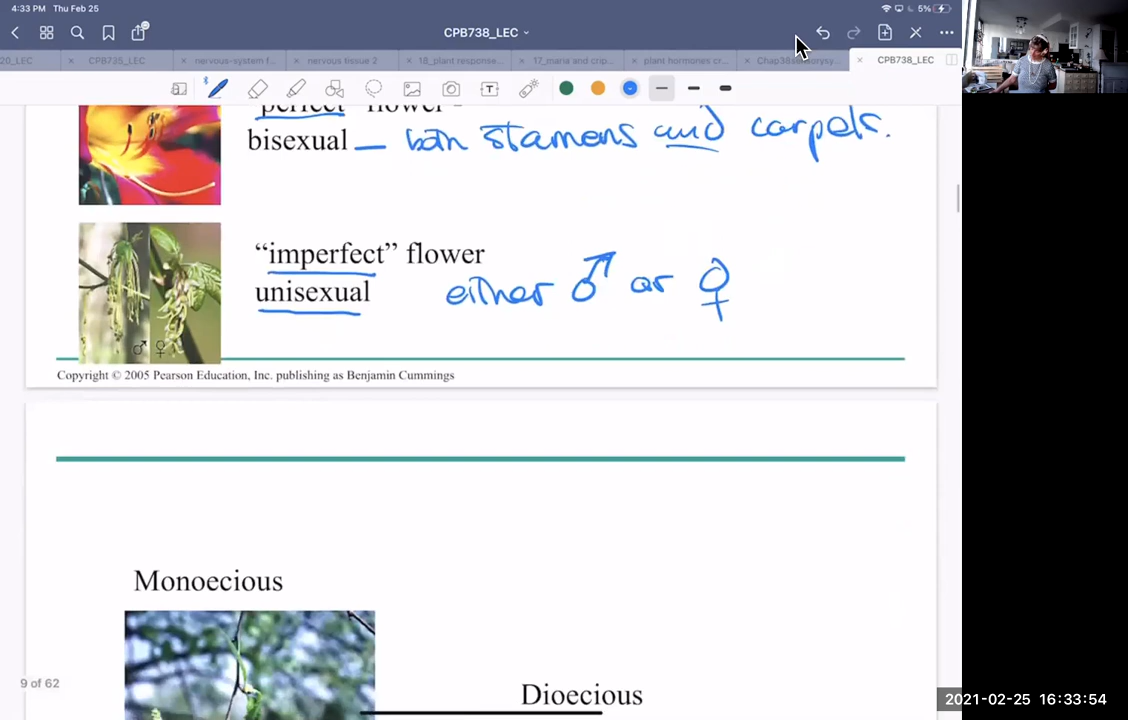 4:33 PM Thu Feb 25
5%
CPB738_LEC
20_LEC
CPB735_LEC
nervous-system f...
nervous tissue 2
18_plant response...
17_maria and crip...
plant hormones cr...
CPB738_LEC
T
"perfect" flower -
bisexual — both stamens and carpels.
"imperfect" flower
unisexual either ♂ or ♀
♂ ♀
Copyright © 2005 Pearson Education, Inc. publishing as Benjamin Cummings
Monoecious
9 of 62
Dioecious
2021-02-25 16:33:54